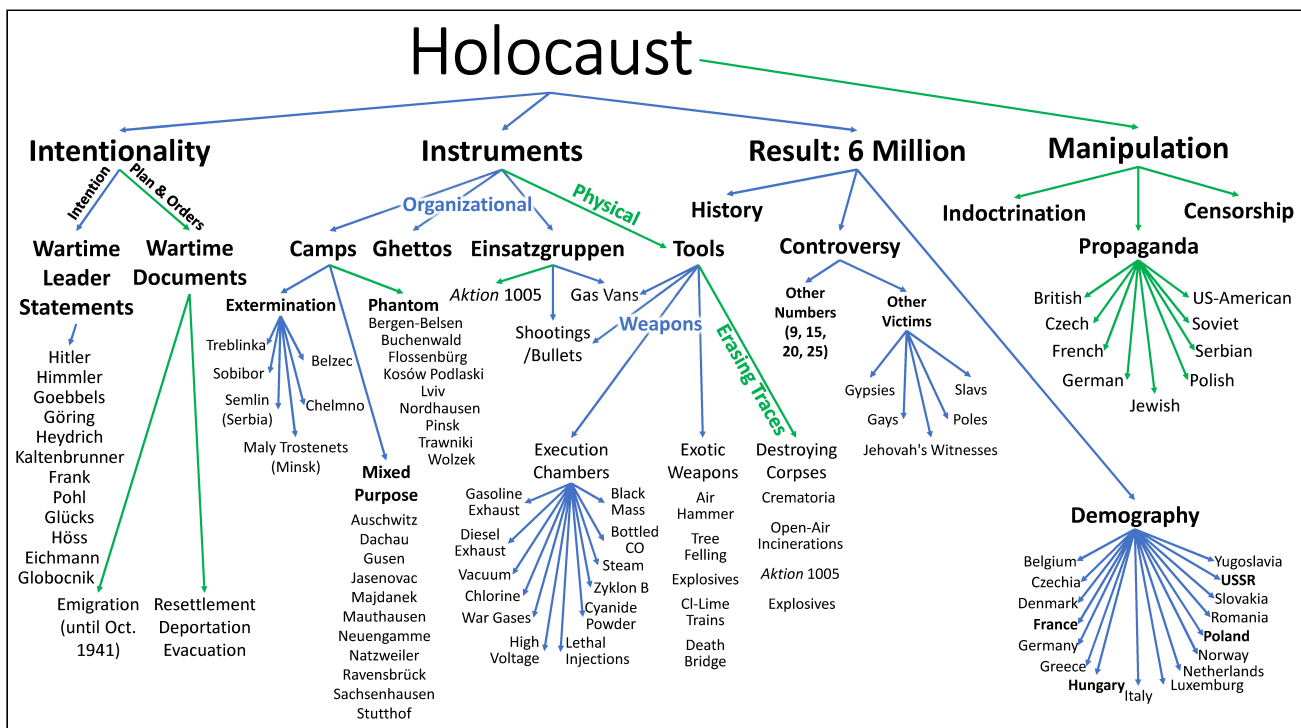 Holocaust
Intentionality
Instruments
Result: 6 Million
Manipulation
Intention
Plan & Orders
Organizational
Physical
History
Indoctrination
Censorship
Wartime
Leader
Statements
Wartime
Documents
Camps
Ghettos
Einsatzgruppen
Tools
Controversy
Propaganda
Hitler
Himmler
Goebbels
Göring
Heydrich
Kaltenbrunner
Frank
Pohl
Glücks
Höss
Eichmann
Globocnik
Emigration
(until Oct.
1941)
Resettlement
Deportation
Evacuation
Extermination
Treblinka
Sobibor
Semlin
(Serbia)
Maly Trostenets
(Minsk)
Chelmno
Belzec
Phantom
Bergen-Belsen
Buchenwald
Flossenbürg
Kosów Podlaski
Lviv
Nordhausen
Pinsk
Trawniki
Wolzek
Mixed
Purpose
Auschwitz
Dachau
Gusen
Jasenovac
Majdanek
Mauthausen
Neuengamme
Natzweiler
Ravensbrück
Sachsenhausen
Stutthof
Aktion 1005
Shootings
/Bullets
Gas Vans
Weapons
Erasing Traces
Execution
Chambers
Gasoline
Exhaust
Diesel
Exhaust
Vacuum
Chlorine
War Gases
High
Voltage
Lethal
Injections
Cyanide
Powder
Zyklon B
Steam
Bottled
CO
Black
Mass
Exotic
Weapons
Air
Hammer
Tree
Felling
Explosives
Cl-Lime
Trains
Death
Bridge
Destroying
Corpses
Crematoria
Open-Air
Incinerations
Aktion 1005
Explosives
Other
Numbers
(9, 15,
20, 25)
Other
Victims
Gypsies
Gays
Jehovah's Witnesses
Poles
Slavs
British
Czech
French
German
Jewish
Polish
Serbian
Soviet
US-American
Demography
Belgium
Czechia
Denmark
France
Germany
Greece
Hungary
Italy
Luxemburg
Netherlands
Norway
Poland
Romania
Slovakia
USSR
Yugoslavia